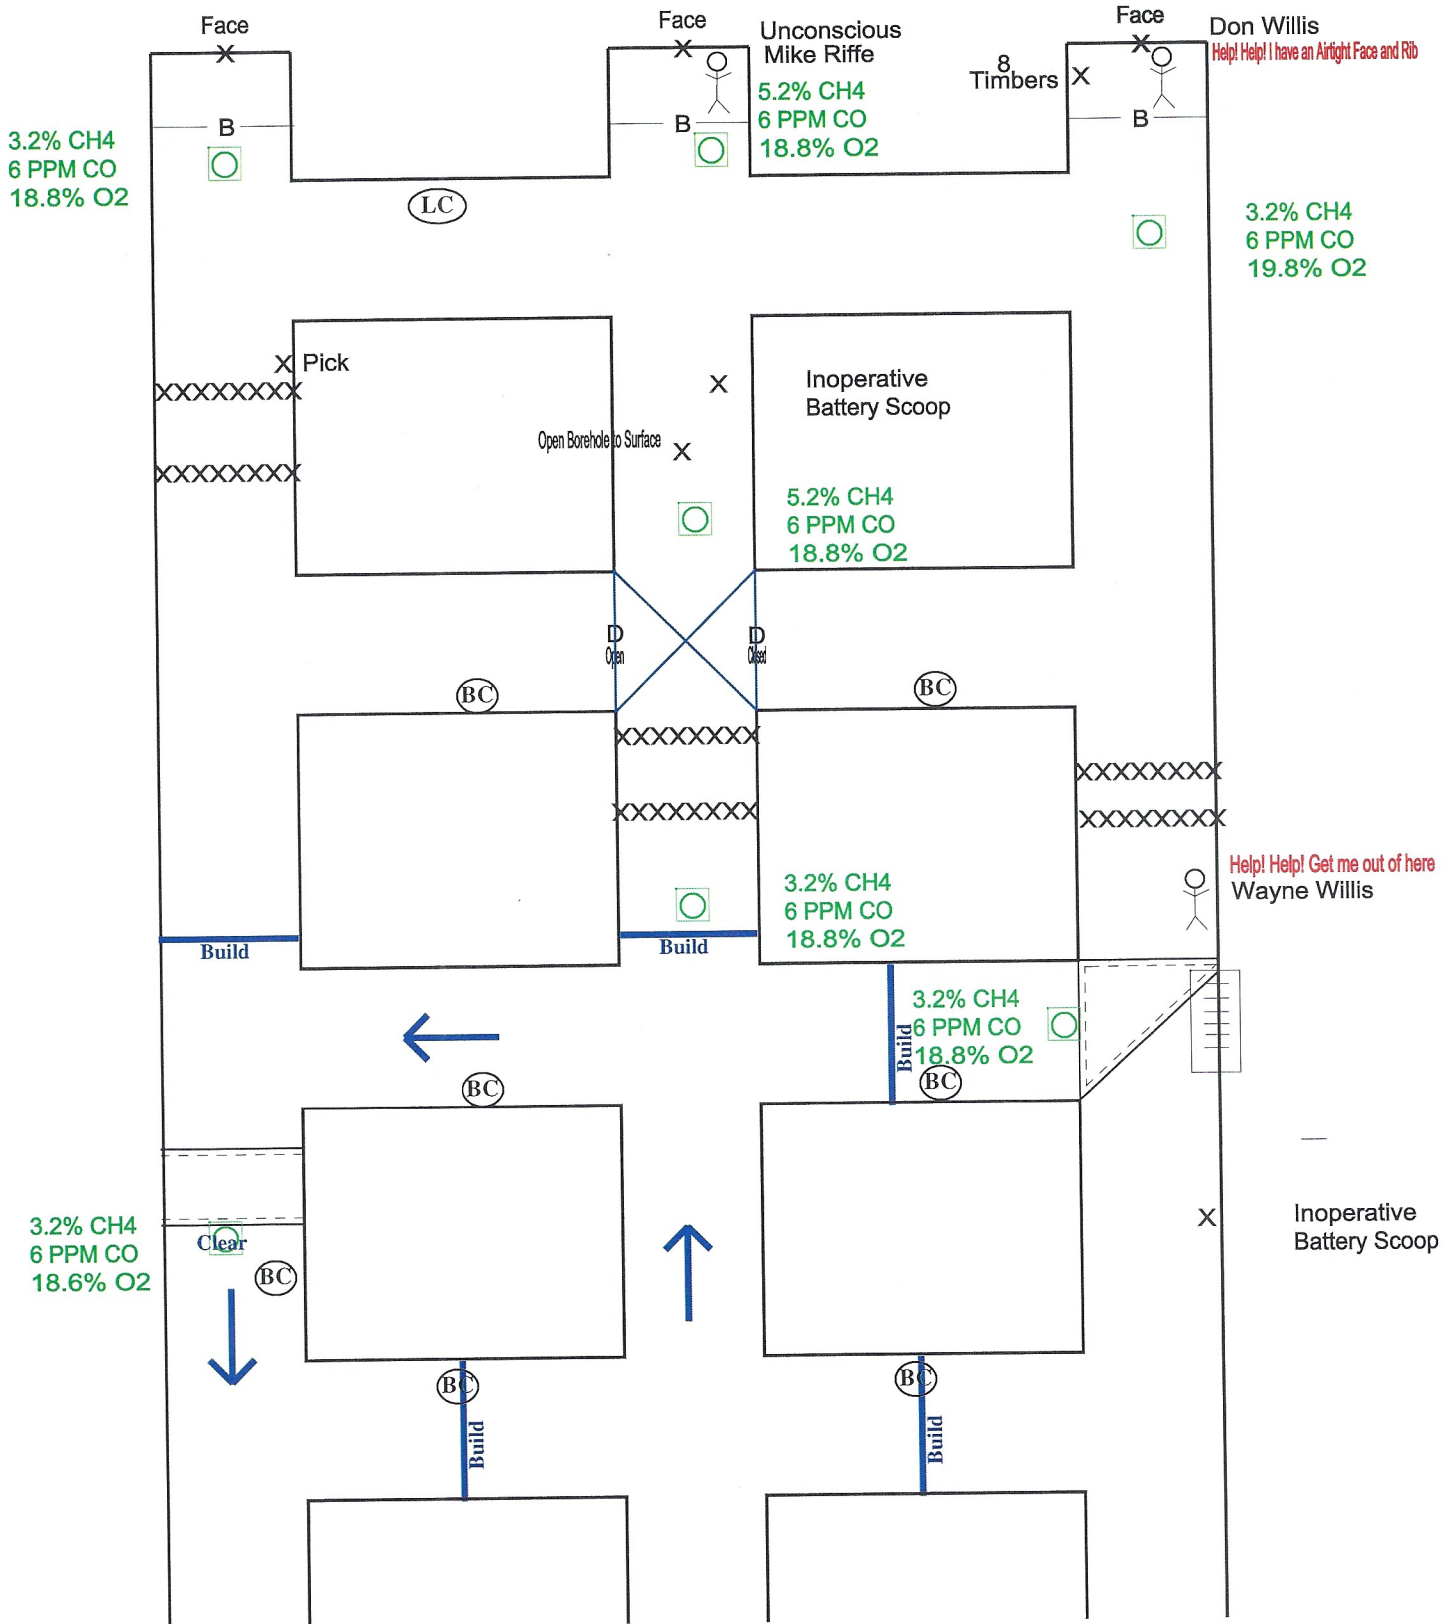 Face
Face
Face
Unconscious
Mike Riffe
Don Willis
Help! Help! I have an Airtight Face and Rib
X
X
X
8
Timbers
X
5.2% CH4
6 PPM CO
18.8% O2
B
B
B
3.2% CH4
6 PPM CO
18.8% O2
LC
3.2% CH4
6 PPM CO
19.8% O2
X Pick
XXXXXXXX
X
Inoperative
Battery Scoop
Open Borehole to Surface
X
XXXXXXXX
5.2% CH4
6 PPM CO
18.8% O2
D
Open
D
Closed
BC
BC
XXXXXXXX
XXXXXXXX
XXXXXXXX
XXXXXXXX
Help! Help! Get me out of here
Wayne Willis
3.2% CH4
6 PPM CO
18.8% O2
Build
Build
3.2% CH4
6 PPM CO
18.8% O2
Build
BC
BC
3.2% CH4
6 PPM CO
18.6% O2
Clear
BC
X
Inoperative
Battery Scoop
BC
Build
BC
Build